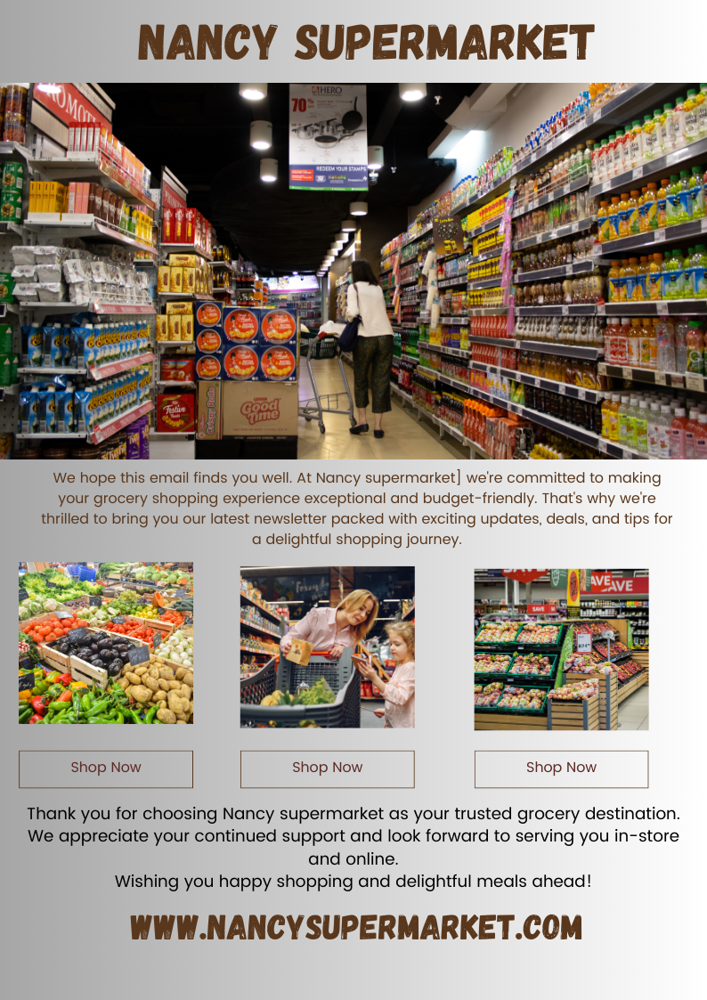 NANCY SUPERMARKET
PROMOTI
HERO
70%
REDEEM YOUR STAMPS
Festive
Good
Time
We hope this email finds you well. At Nancy supermarket] we're committed to making
your grocery shopping experience exceptional and budget-friendly. That's why we're
thrilled to bring you our latest newsletter packed with exciting updates, deals, and tips for
a delightful shopping journey.
SAVE
AVE
SAVE
Shop Now
Shop Now
Shop Now
Thank you for choosing Nancy supermarket as your trusted grocery destination.
We appreciate your continued support and look forward to serving you in-store
and online.
Wishing you happy shopping and delightful meals ahead!
WWW.NANCYSUPERMARKET.COM